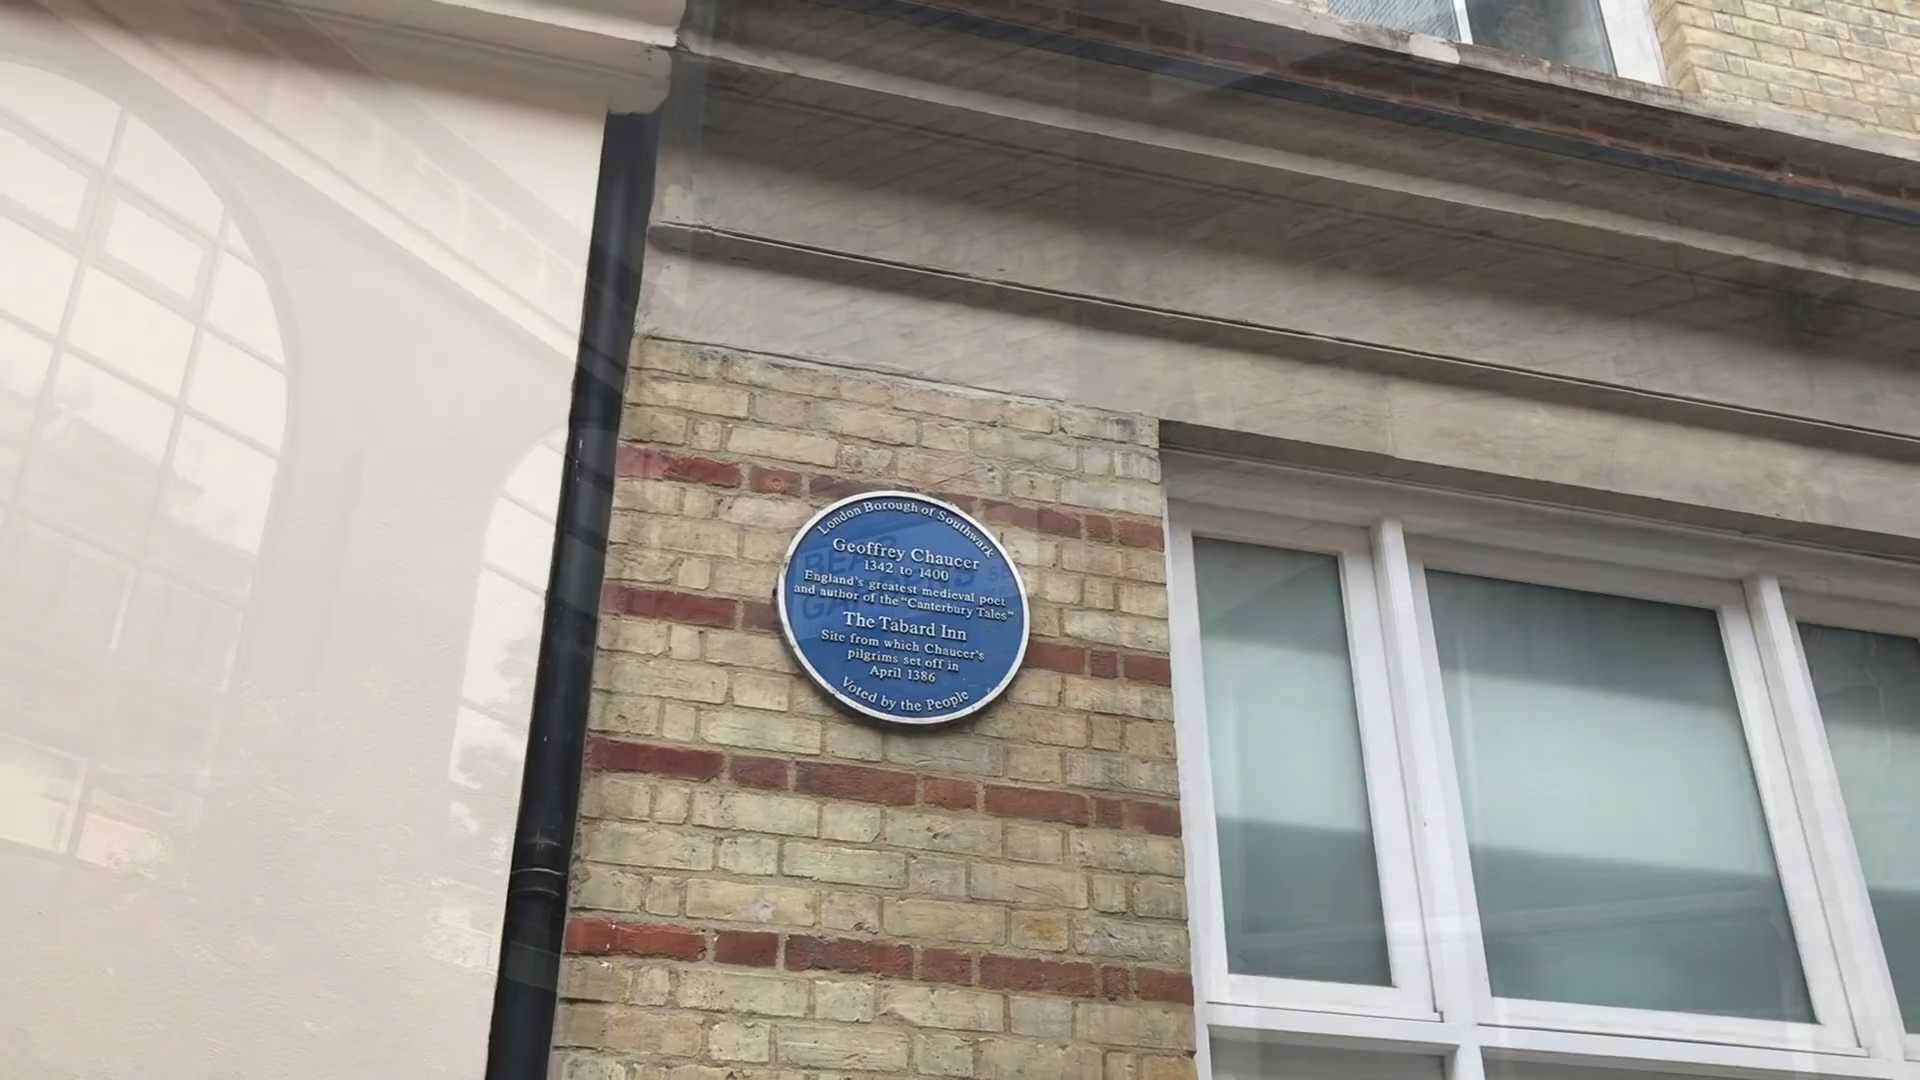 London Borough of Southwark
Geoffrey Chaucer
1342 to 1400
England's greatest medieval poet
and author of the "Canterbury Tales"
The Tabard Inn
Site from which Chaucer's
pilgrims set off in
April 1386
Voted by the People